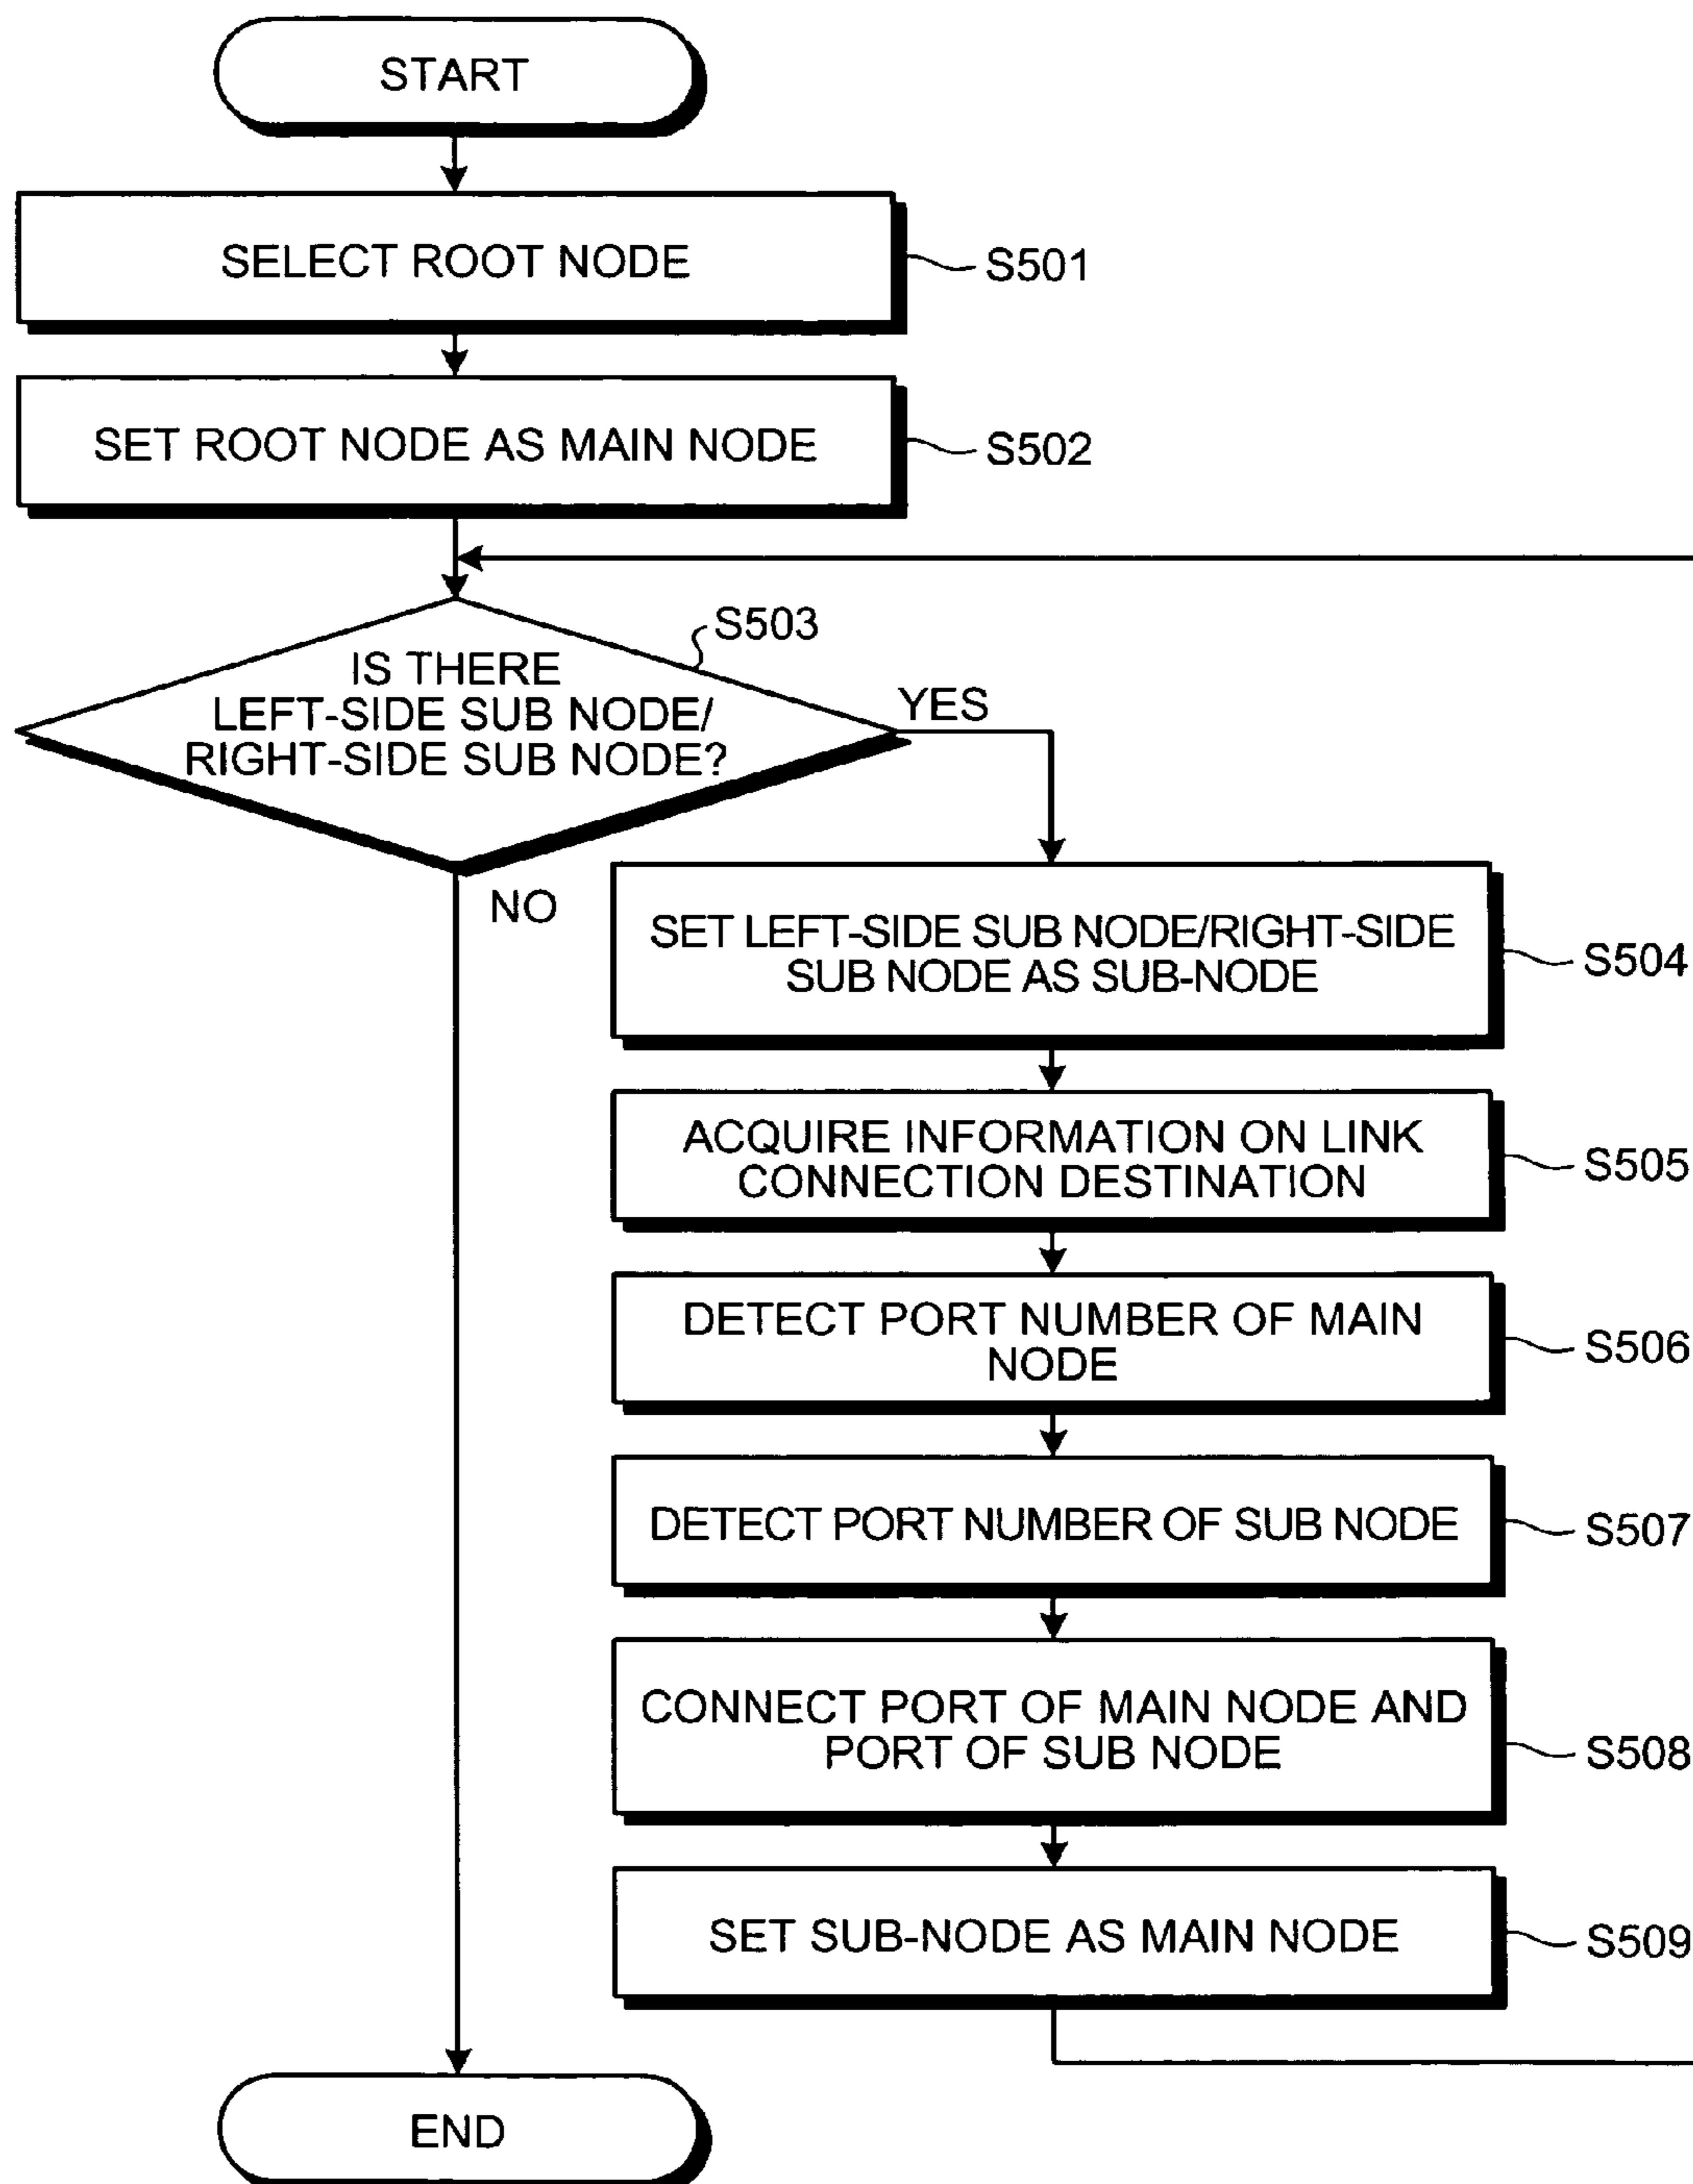 START
SELECT ROOT NODE
S501
SET ROOT NODE AS MAIN NODE
S502
S503
IS THERE
LEFT-SIDE SUB NODE/
RIGHT-SIDE SUB NODE?
YES
NO
SET LEFT-SIDE SUB NODE/RIGHT-SIDE
SUB NODE AS SUB-NODE
S504
ACQUIRE INFORMATION ON LINK
CONNECTION DESTINATION
S505
DETECT PORT NUMBER OF MAIN
NODE
S506
DETECT PORT NUMBER OF SUB NODE
S507
CONNECT PORT OF MAIN NODE AND
PORT OF SUB NODE
S508
SET SUB-NODE AS MAIN NODE
S509
END